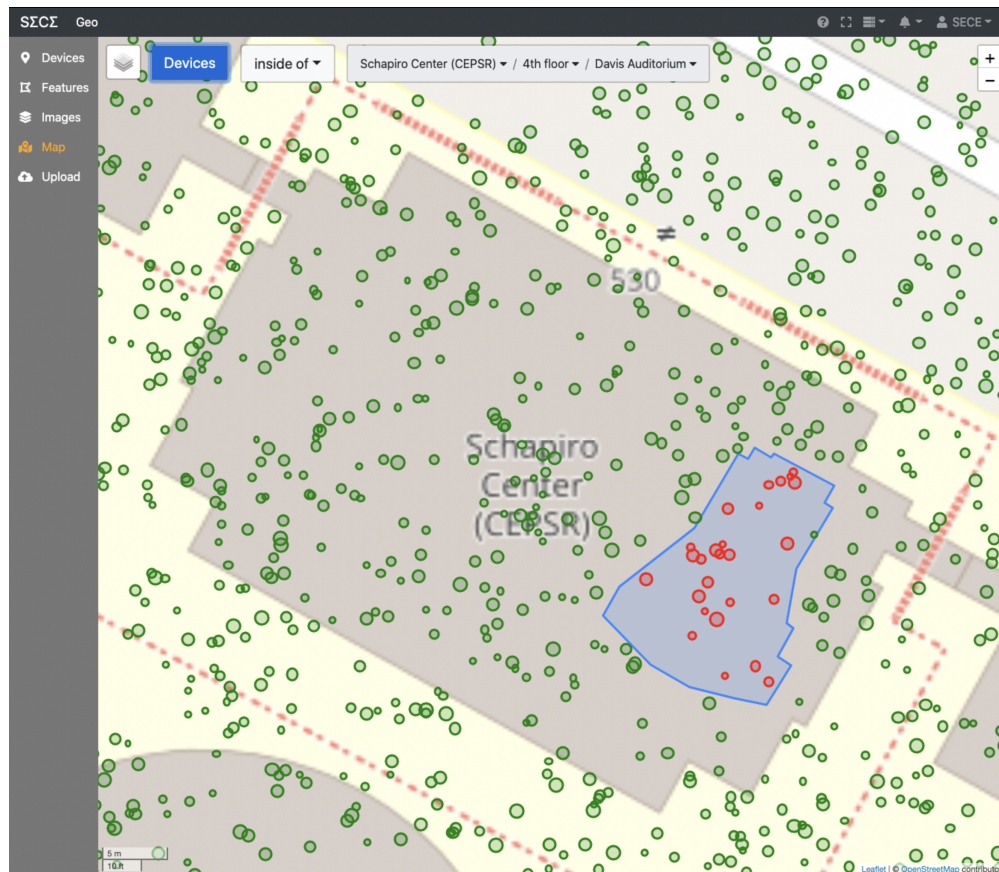 SΣCΣ Geo
SECE
Devices
Features
Images
Map
Upload
Devices
inside of
Schapiro Center (CEPSR) / 4th floor / Davis Auditorium
+
−
≠
530
Schapiro
Center
(CEPSR)
5 m
10 ft
Leaflet | © OpenStreetMap contributo